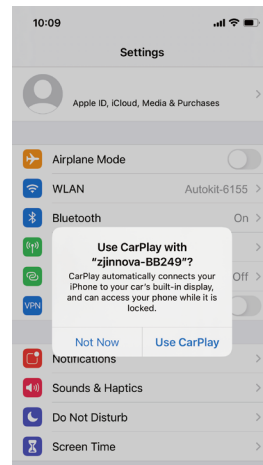 10:09
Settings
Apple ID, iCloud, Media & Purchases
Airplane Mode
WLAN Autokit-6155
Bluetooth On
Use CarPlay with
“zjinnova-BB249”?
CarPlay automatically connects your
iPhone to your car's built-in display,
and can access your phone while it is
locked.
Off
VPN
Not Now Use CarPlay
Notifications
Sounds & Haptics
Do Not Disturb
Screen Time